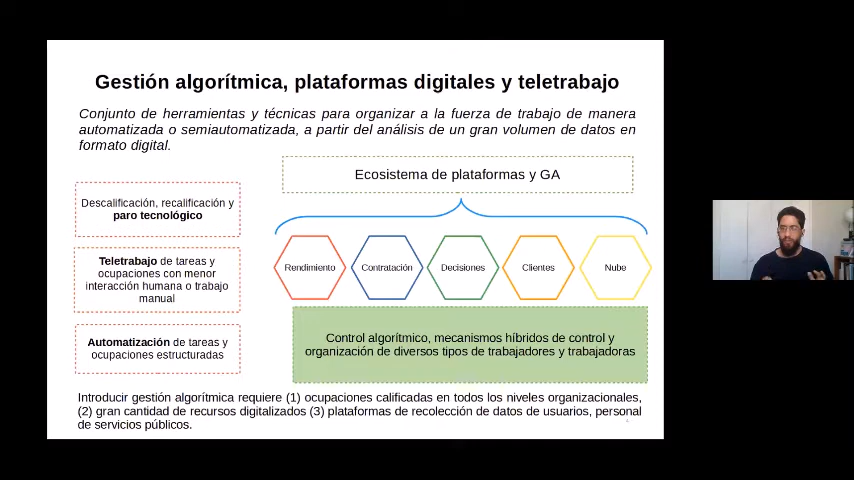 Gestión algorítmica, plataformas digitales y teletrabajo
Conjunto de herramientas y técnicas para organizar a la fuerza de trabajo de manera
automatizada o semiautomatizada, a partir del análisis de un gran volumen de datos en
formato digital.
Ecosistema de plataformas y GA
Descalificación, recalificación y
paro tecnológico
Teletrabajo de tareas y
ocupaciones con menor
interacción humana o trabajo
manual
Automatización de tareas y
ocupaciones estructuradas
Rendimiento
Contratación
Decisiones
Clientes
Nube
Control algorítmico, mecanismos híbridos de control y
organización de diversos tipos de trabajadores y trabajadoras
Introducir gestión algorítmica requiere (1) ocupaciones calificadas en todos los niveles organizacionales,
(2) gran cantidad de recursos digitalizados (3) plataformas de recolección de datos de usuarios, personal
de servicios públicos.